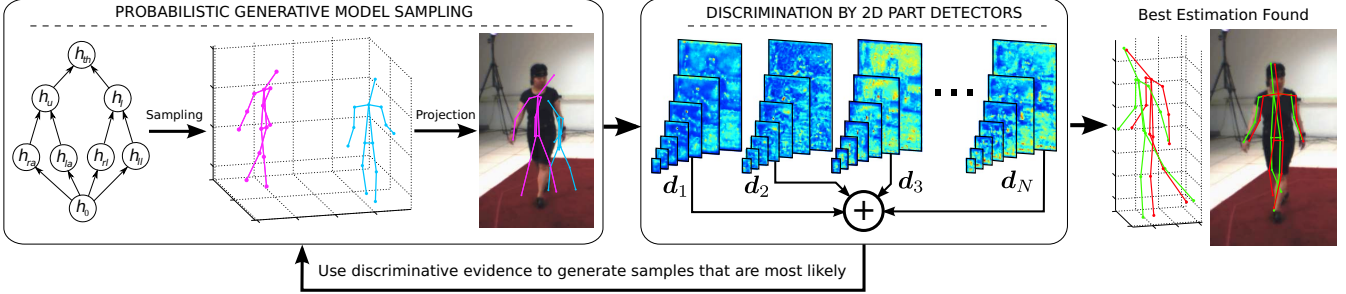 PROBABILISTIC GENERATIVE MODEL SAMPLING
h_th
h_u
h_l
h_ra
h_la
h_rl
h_ll
h_0
Sampling
Projection
DISCRIMINATION BY 2D PART DETECTORS
d_1
d_2
d_3
d_N
+
Best Estimation Found
Use discriminative evidence to generate samples that are most likely